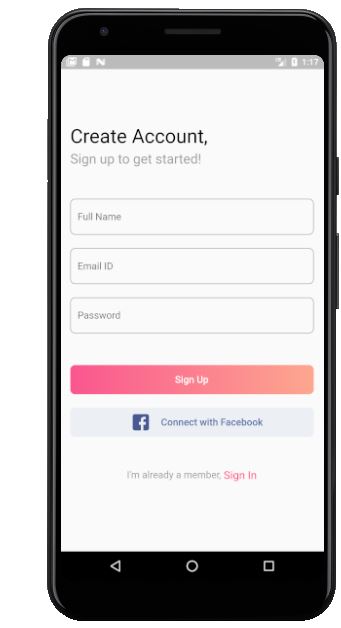 1:17
Create Account,
Sign up to get started!
Full Name
Email ID
Password
Sign Up
Connect with Facebook
I'm already a member, Sign In